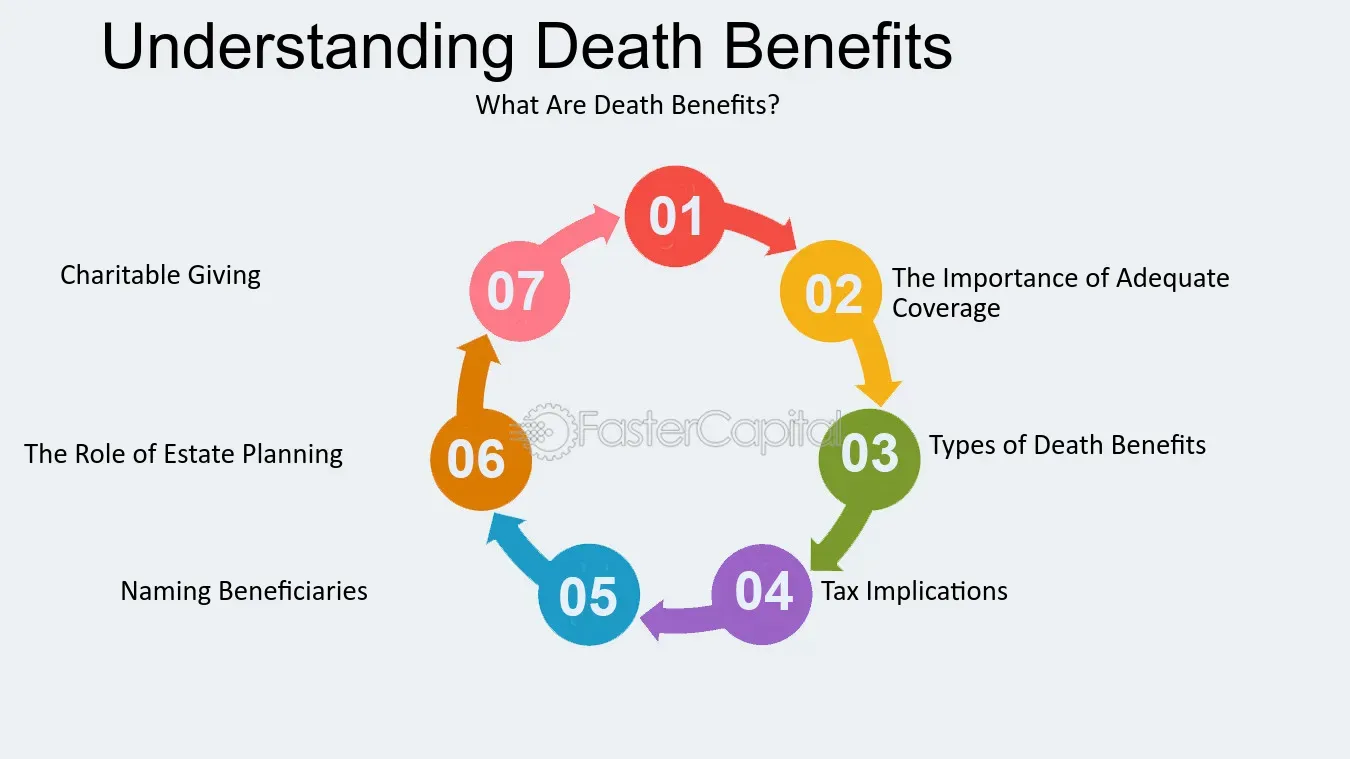 Understanding Death Benefits
What Are Death Benefits?
01
02
The Importance of Adequate
Coverage
03
Types of Death Benefits
04
Tax Implications
05
Naming Beneficiaries
06
The Role of Estate Planning
07
Charitable Giving
FasterCapital